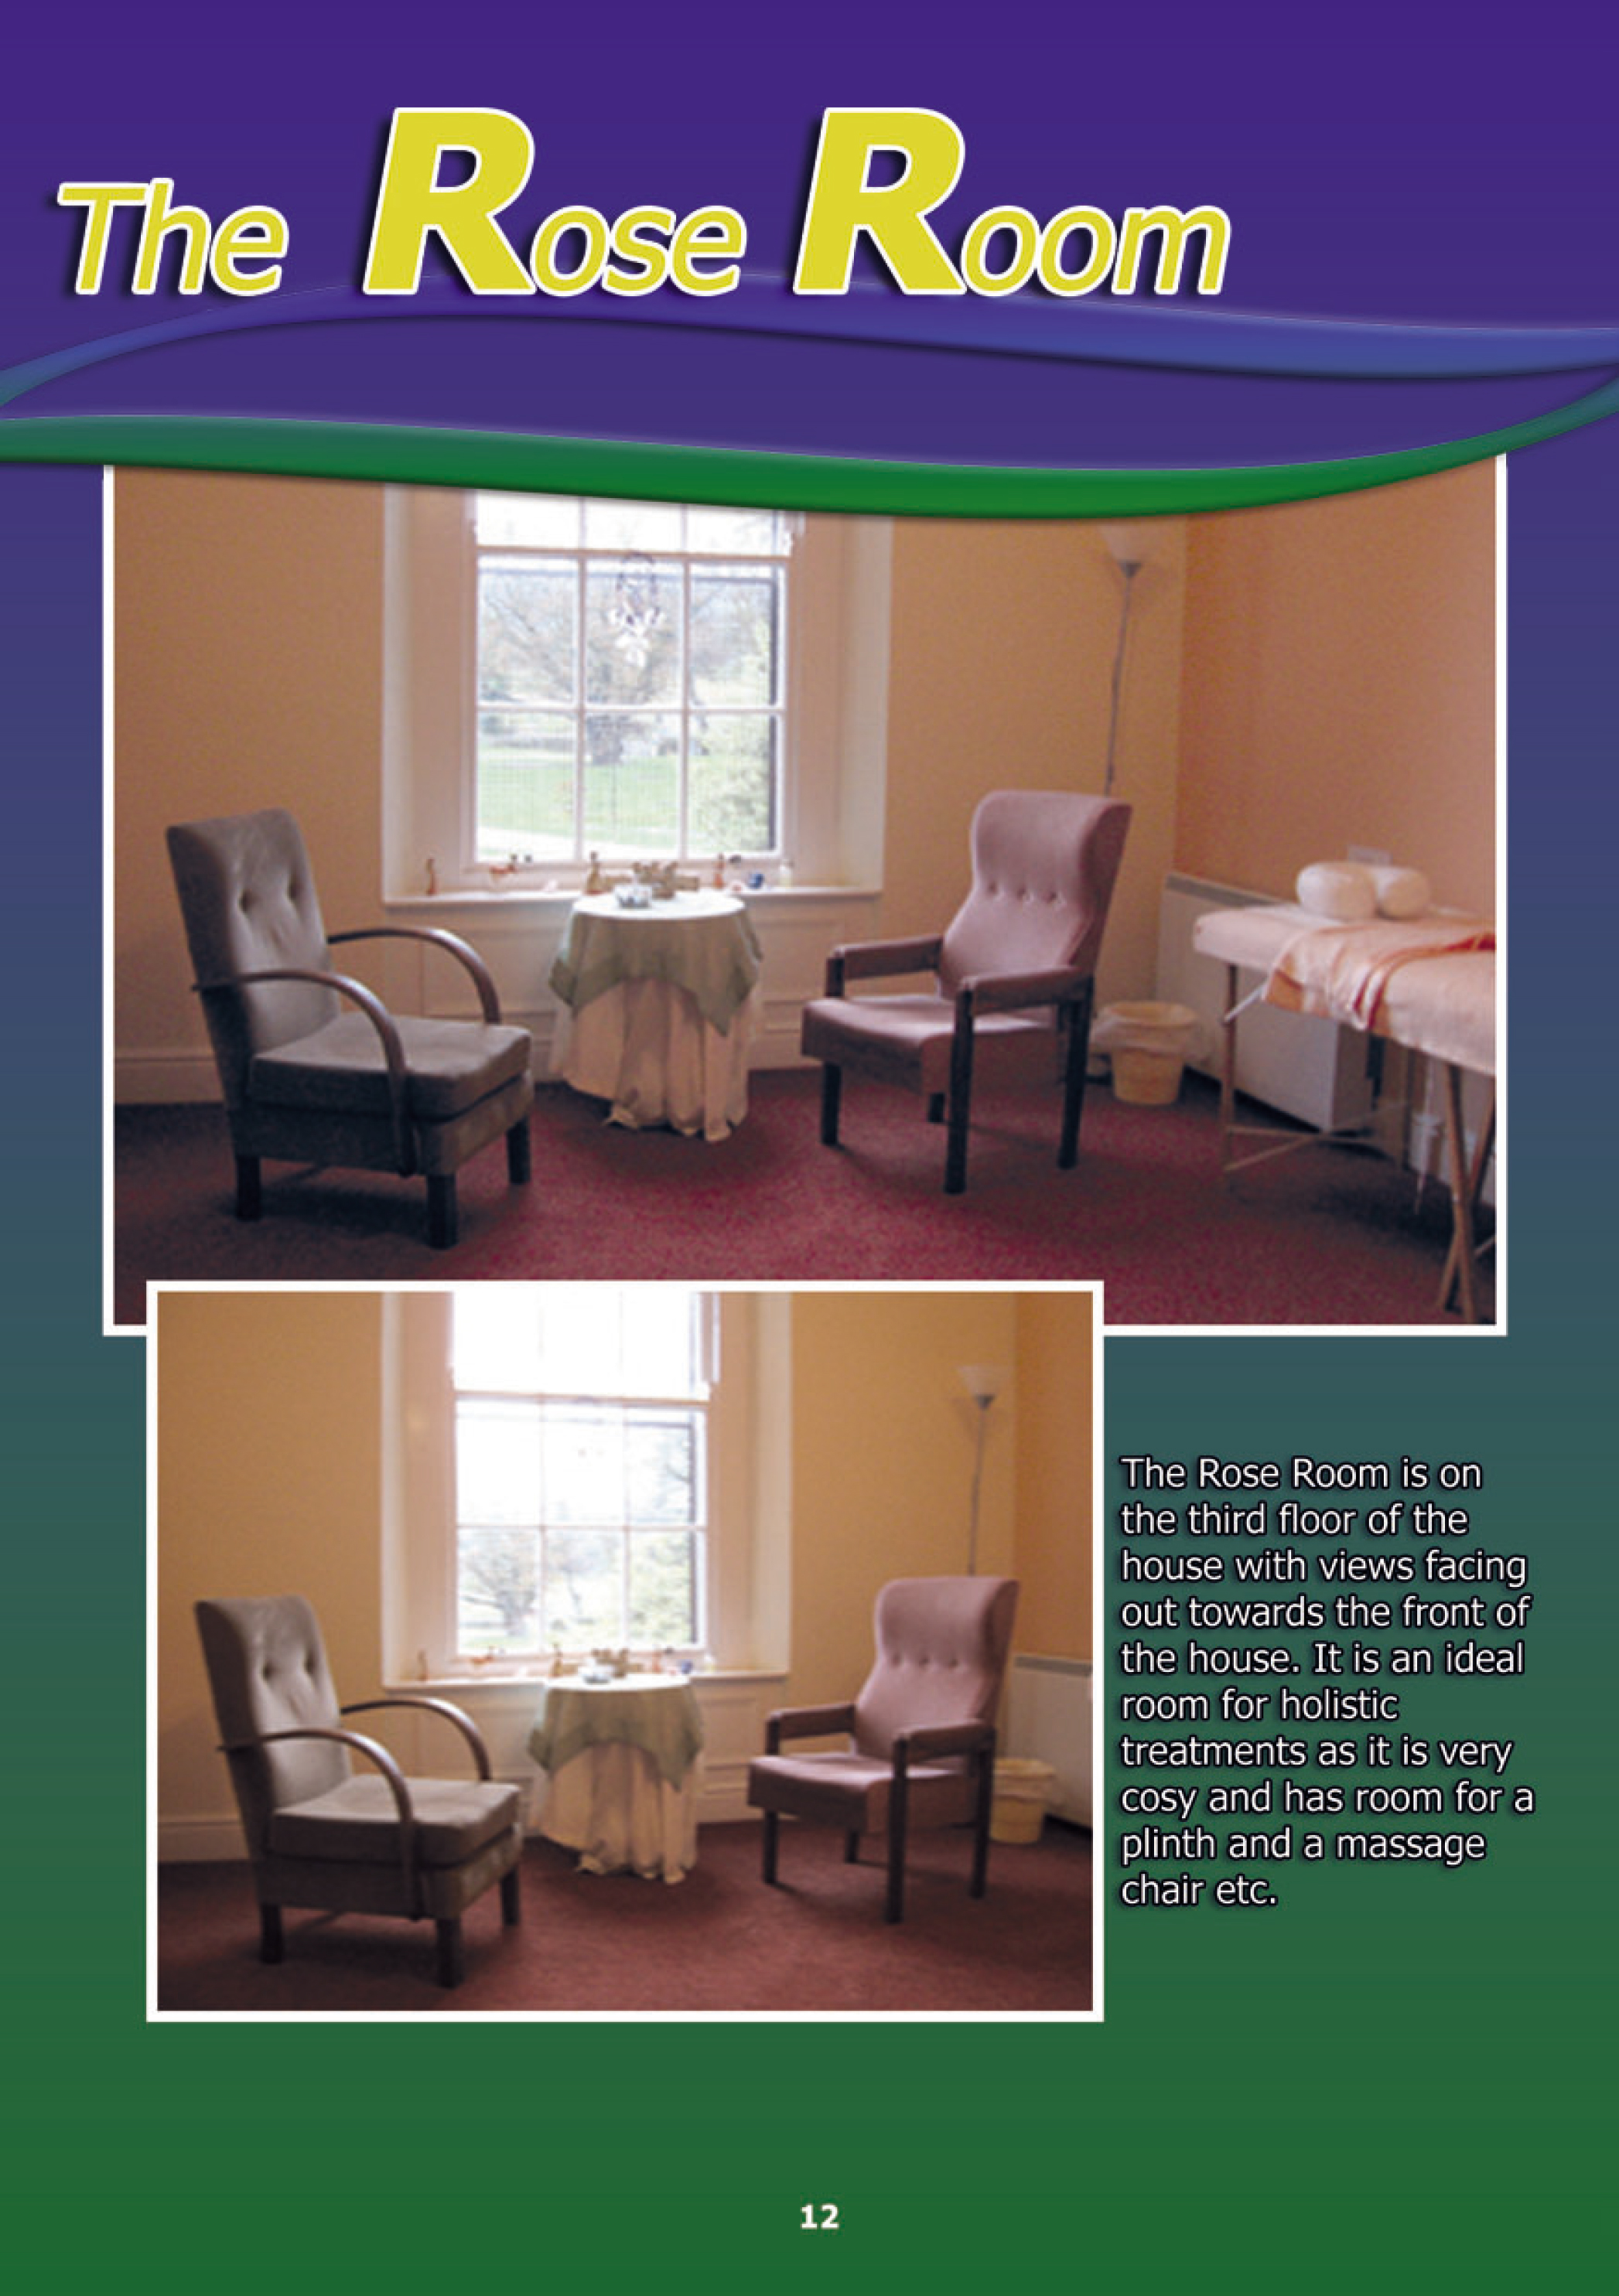 The Rose Room
The Rose Room is on
the third floor of the
house with views facing
out towards the front of
the house. It is an ideal
room for holistic
treatments as it is very
cosy and has room for a
plinth and a massage
chair etc.
12